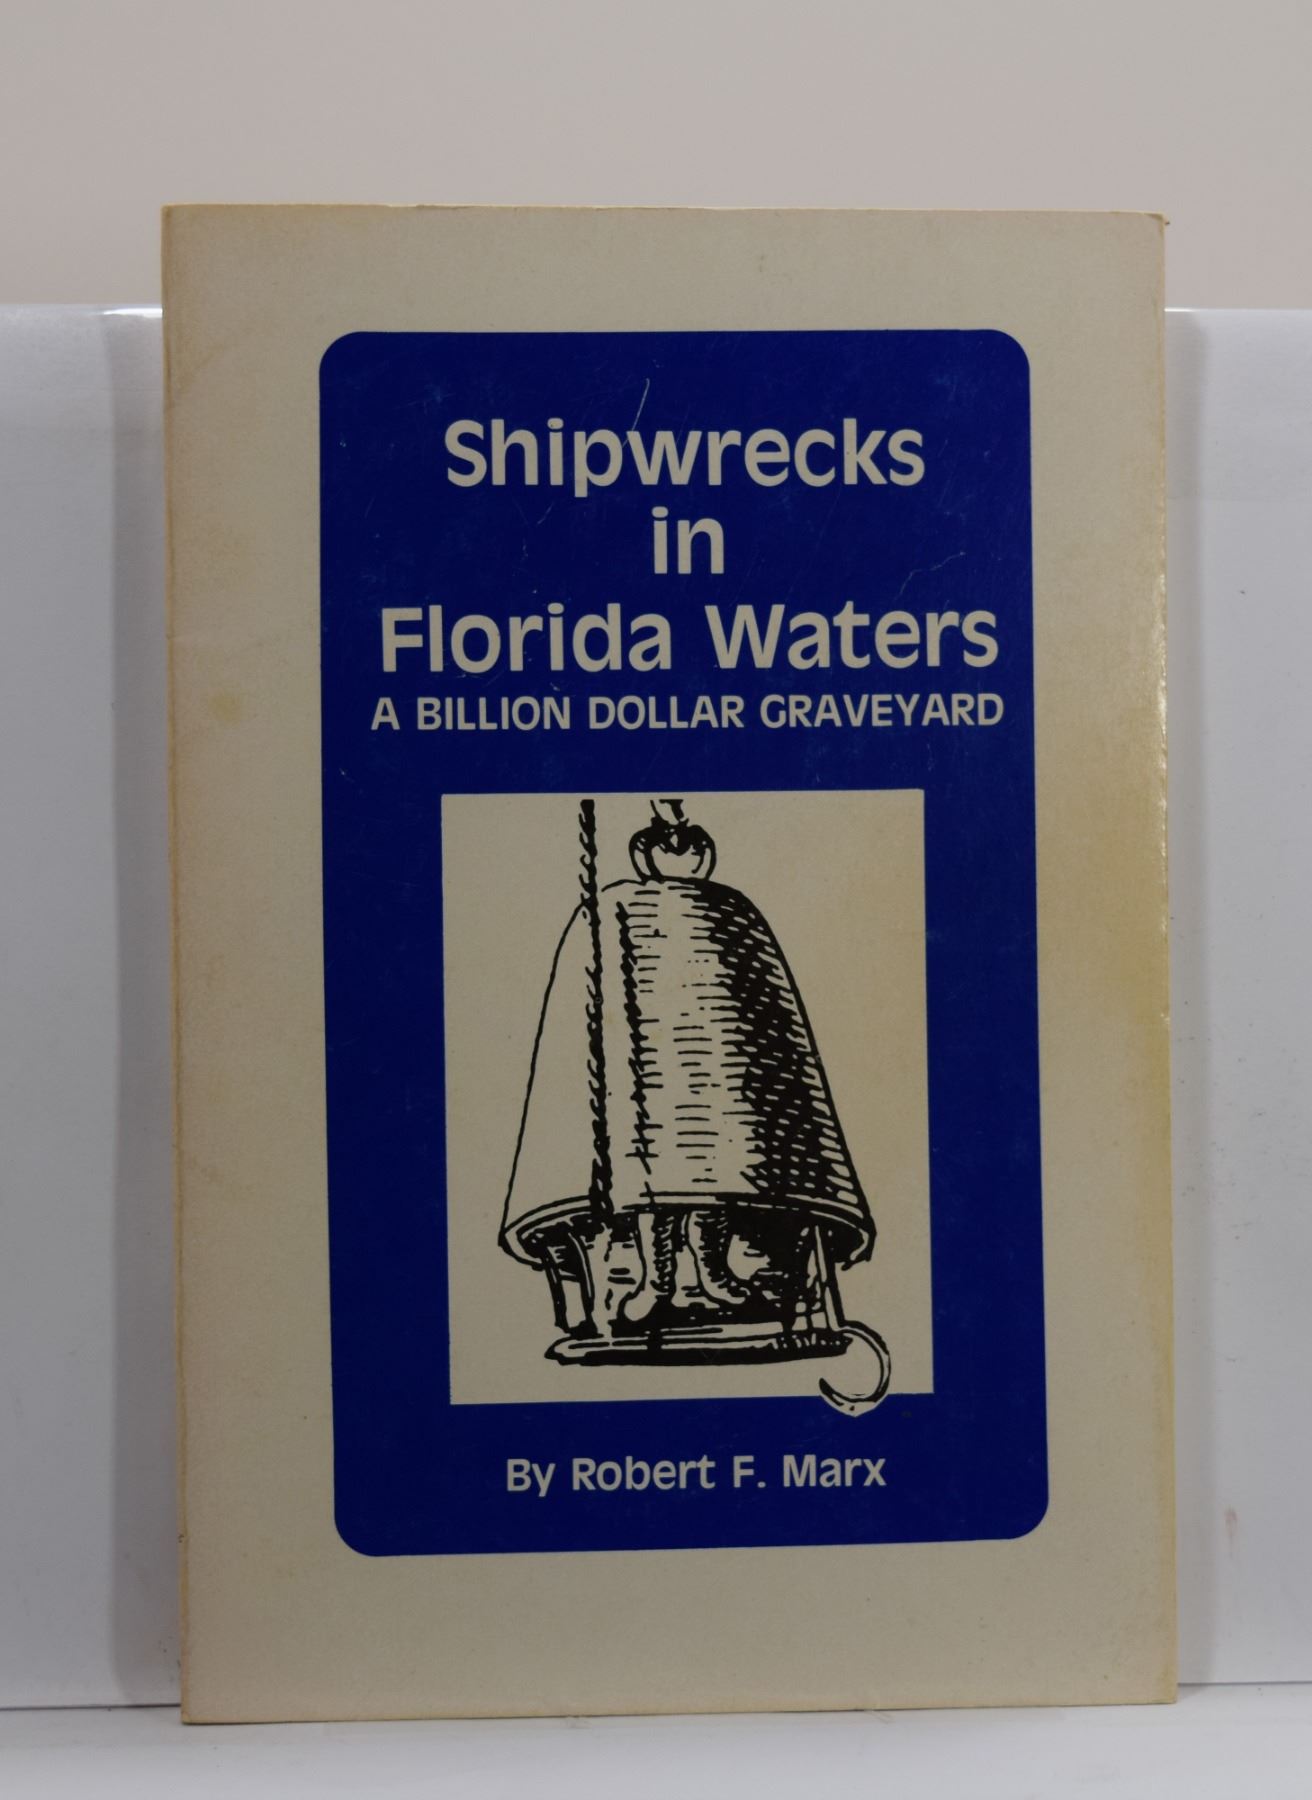 Shipwrecks
in
Florida Waters
A BILLION DOLLAR GRAVEYARD
By Robert F. Marx